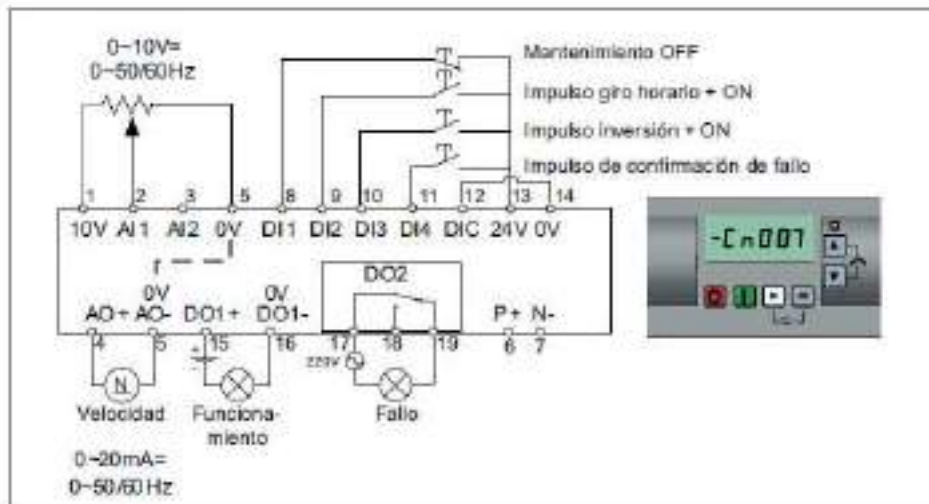 0~10V=
0~50/60Hz
Mantenimiento OFF
Impulso giro horario + ON
Impulso inversión + ON
Impulso de confirmación de fallo
1 2 3 5 8 9 10 11 12 13 14
10V AI1 AI2 0V DI1 DI2 DI3 DI4 DIC 24V 0V
-Cn007
DO2
0V 0V
AO+ AO- DO1+ DO1- P+ N-
4 5 15 16 17 18 19 6 7
220V
N
Velocidad Funciona-
miento
Fallo
0~20mA=
0~50/60Hz